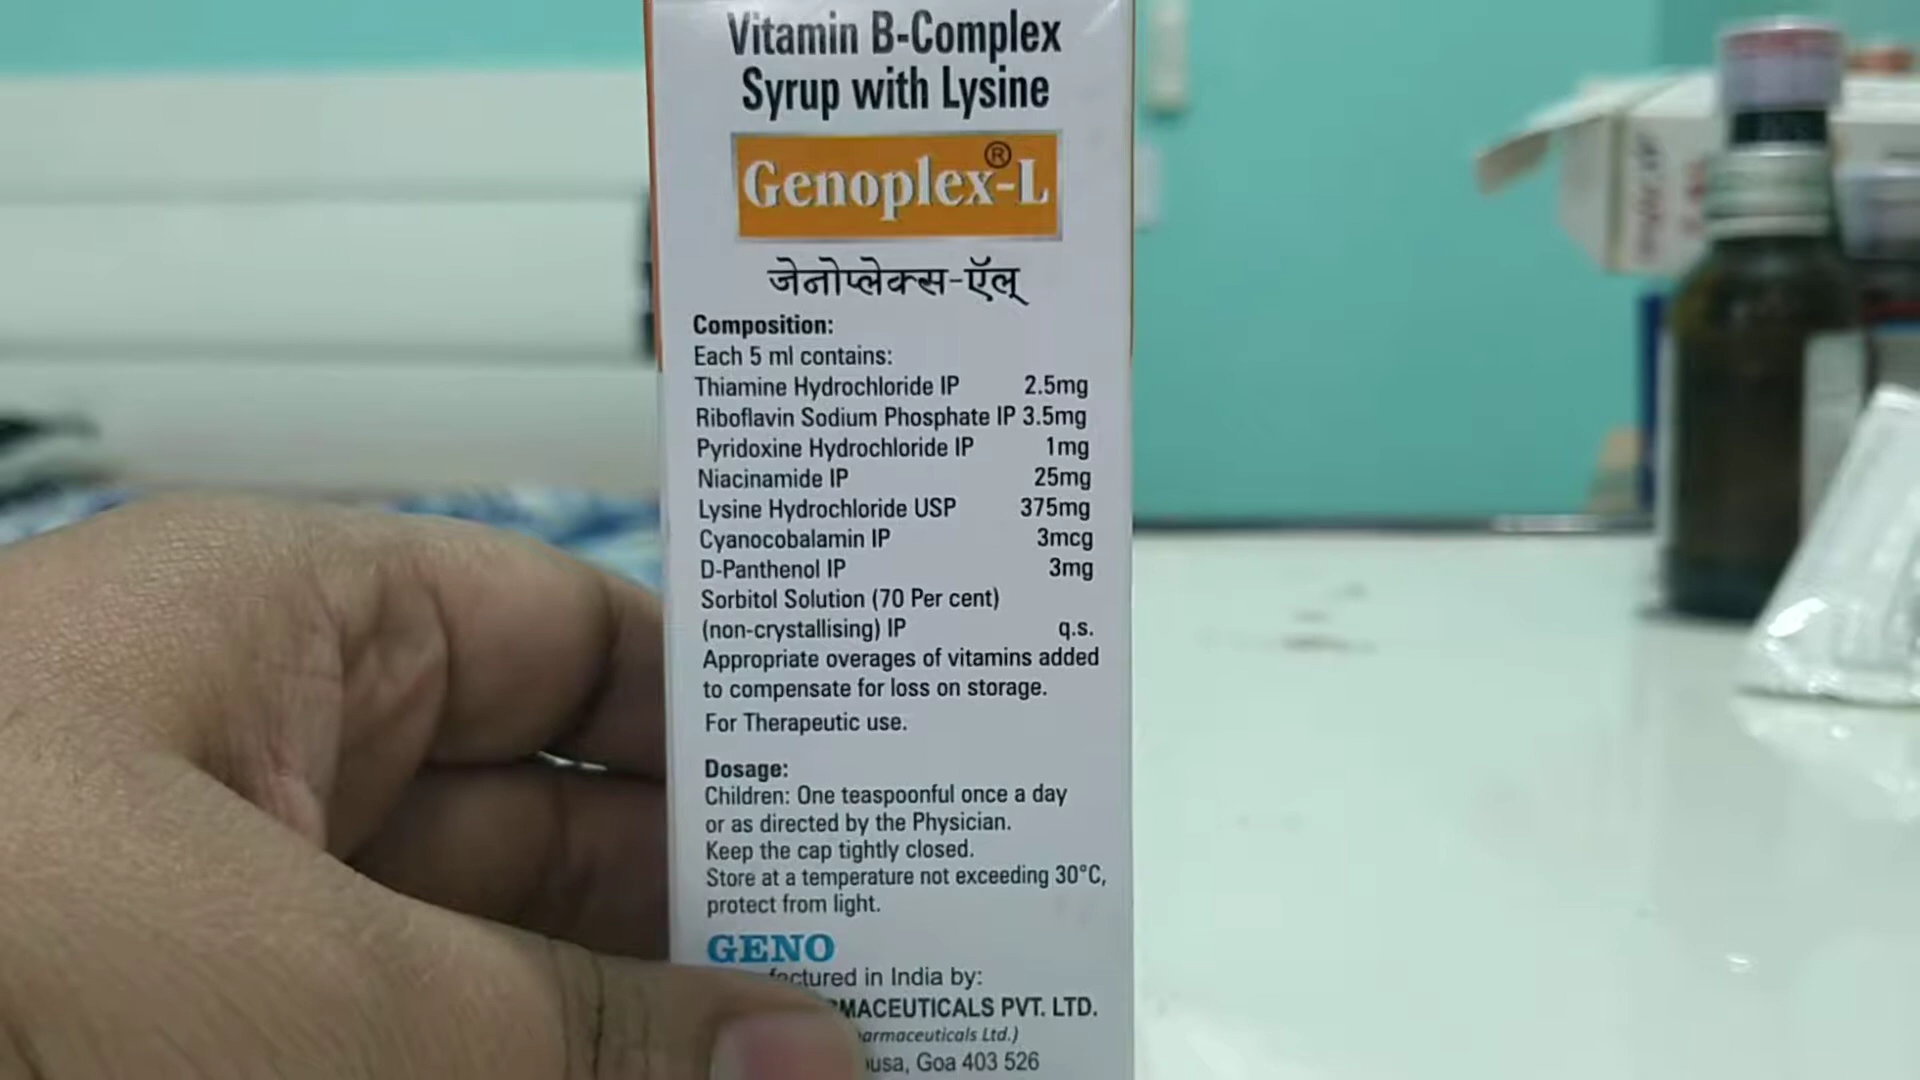 Vitamin B-Complex
Syrup with Lysine
Genoplex®-L
जेनोप्लेक्स-ऍल्
Composition:
Each 5 ml contains:
Thiamine Hydrochloride IP 2.5mg
Riboflavin Sodium Phosphate IP 3.5mg
Pyridoxine Hydrochloride IP 1mg
Niacinamide IP 25mg
Lysine Hydrochloride USP 375mg
Cyanocobalamin IP 3mcg
D-Panthenol IP 3mg
Sorbitol Solution (70 Per cent)
(non-crystallising) IP q.s.
Appropriate overages of vitamins added
to compensate for loss on storage.
For Therapeutic use.
Dosage:
Children: One teaspoonful once a day
or as directed by the Physician.
Keep the cap tightly closed.
Store at a temperature not exceeding 30°C,
protect from light.
GENO
in India by:
PVT. LTD.
Ltd.)
Goa 403 526